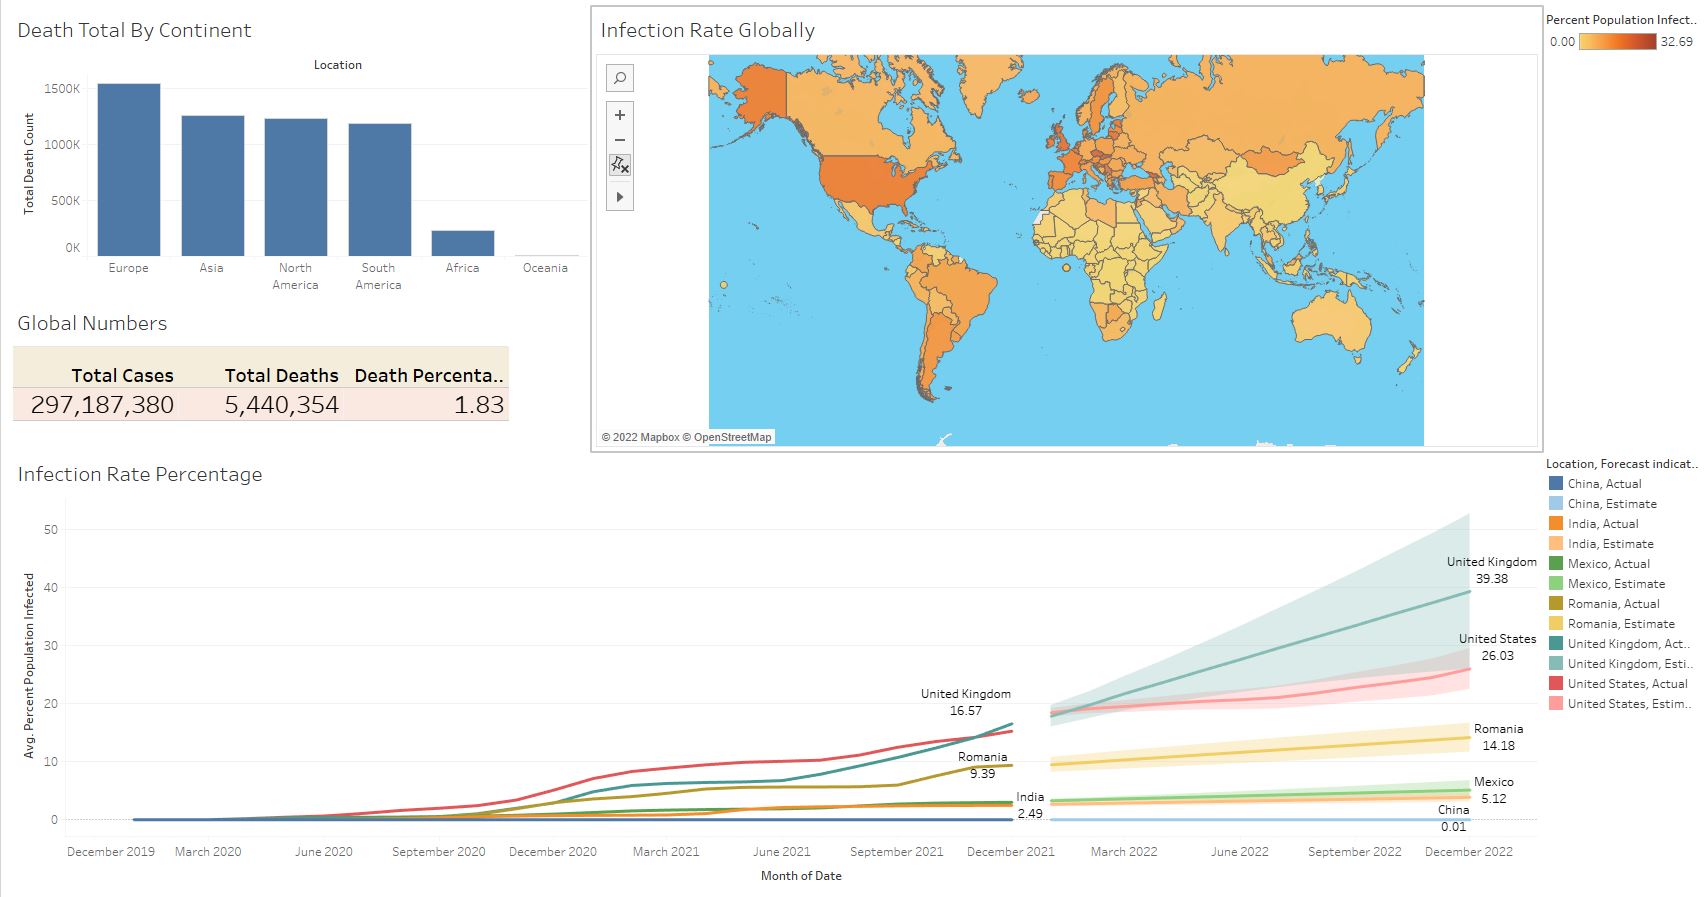 Death Total By Continent
Location
Total Death Count
1500K
1000K
500K
0K
Europe
Asia
North
America
South
America
Africa
Oceania
Global Numbers
Total Cases Total Deaths Death Percenta..
297,187,380 5,440,354 1.83
Infection Rate Globally
© 2022 Mapbox © OpenStreetMap
Percent Population Infect..
0.00 32.69
Infection Rate Percentage
Avg. Percent Population Infected
50
40
30
20
10
0
United Kingdom
16.57
Romania
9.39
India
2.49
United Kingdom
39.38
United States
26.03
Romania
14.18
Mexico
5.12
China
0.01
December 2019 March 2020 June 2020 September 2020 December 2020 March 2021 June 2021 September 2021 December 2021 March 2022 June 2022 September 2022 December 2022
Month of Date
Location, Forecast indicat..
China, Actual
China, Estimate
India, Actual
India, Estimate
Mexico, Actual
Mexico, Estimate
Romania, Actual
Romania, Estimate
United Kingdom, Act..
United Kingdom, Esti..
United States, Actual
United States, Estim..